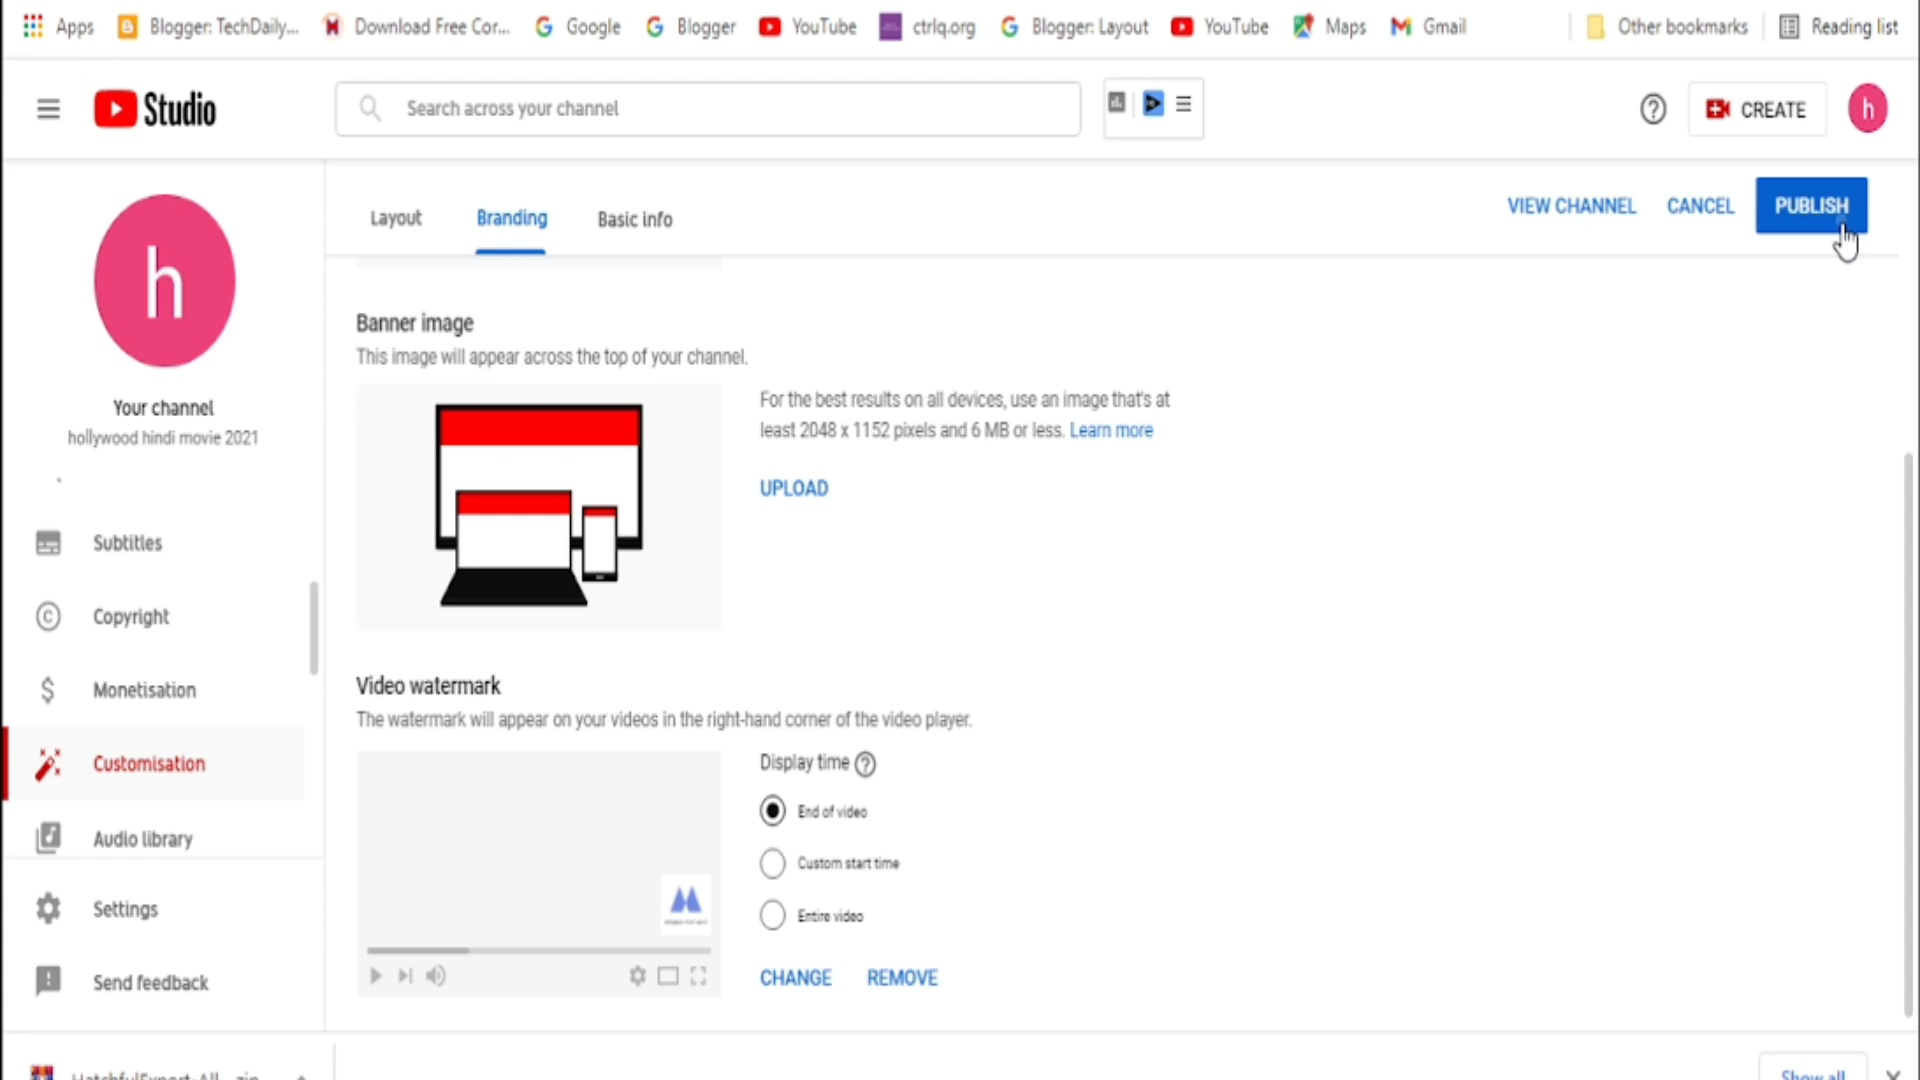 Apps Blogger: TechDaily... Download Free Cor... Google Blogger YouTube ctrlq.org Blogger: Layout YouTube Maps Gmail Other bookmarks Reading list
Studio Search across your channel CREATE h
Layout Branding Basic info VIEW CHANNEL CANCEL PUBLISH
h
Your channel
hollywood hindi movie 2021
Subtitles
Copyright
Monetisation
Customisation
Audio library
Settings
Send feedback
Banner image
This image will appear across the top of your channel.
For the best results on all devices, use an image that's at
least 2048 x 1152 pixels and 6 MB or less. Learn more
UPLOAD
Video watermark
The watermark will appear on your videos in the right-hand corner of the video player.
Display time
End of video
Custom start time
Entire video
CHANGE REMOVE
HatchfulExport-All....zip Show all